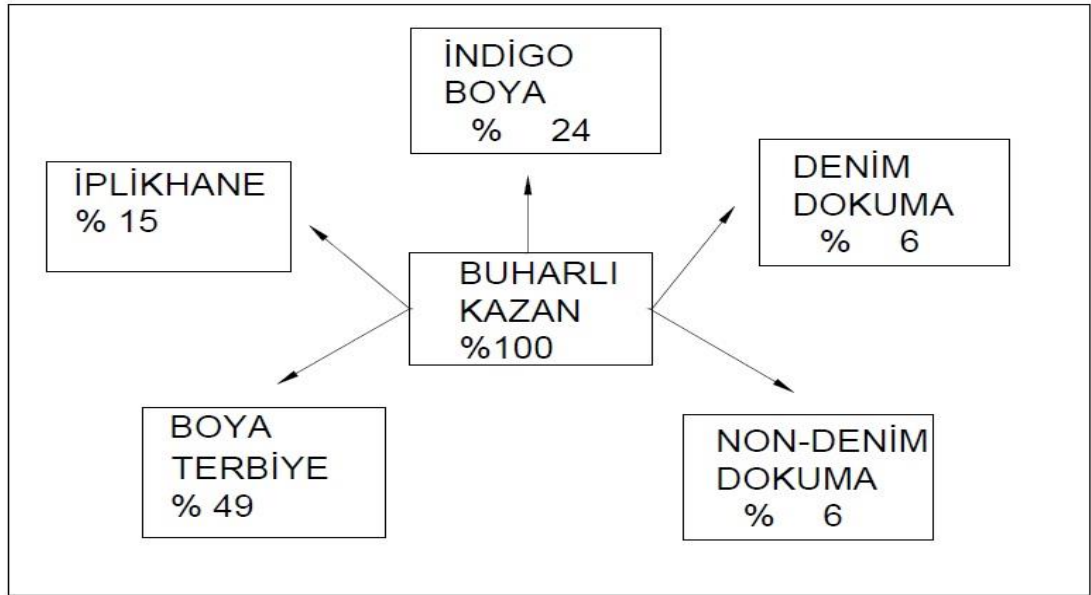 İNDİGO
BOYA
% 24
İPLİKHANE
% 15
DENİM
DOKUMA
% 6
BUHARLI
KAZAN
%100
BOYA
TERBİYE
% 49
NON-DENİM
DOKUMA
% 6